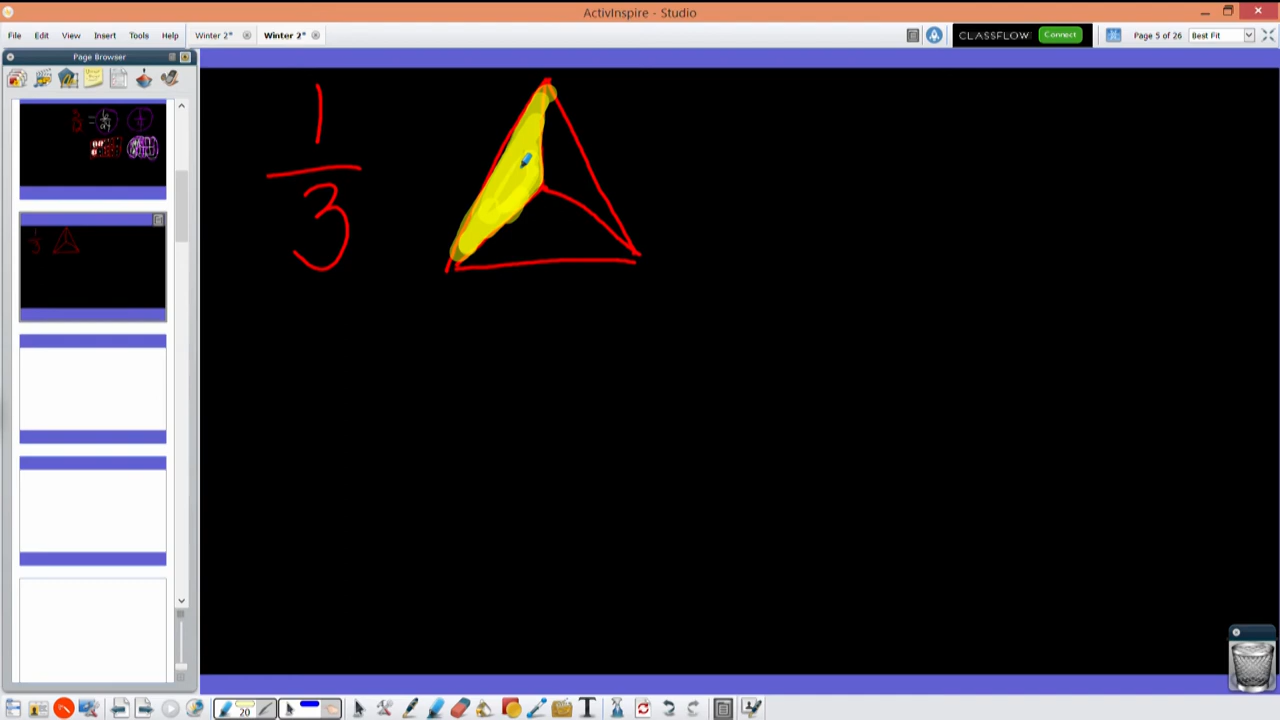 ActivInspire - Studio
File Edit View Insert Tools Help Winter 2* Winter 2* CLASSFLOW Connect Page 5 of 26 Best Fit
Page Browser
1
3
20
T